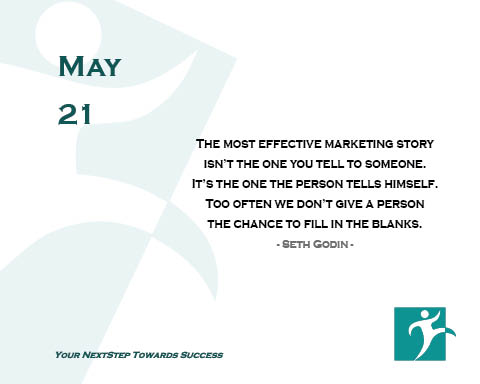 May
21
The most effective marketing story
isn't the one you tell to someone.
It's the one the person tells himself.
Too often we don't give a person
the chance to fill in the blanks.
- Seth Godin -
Your NextStep Towards Success